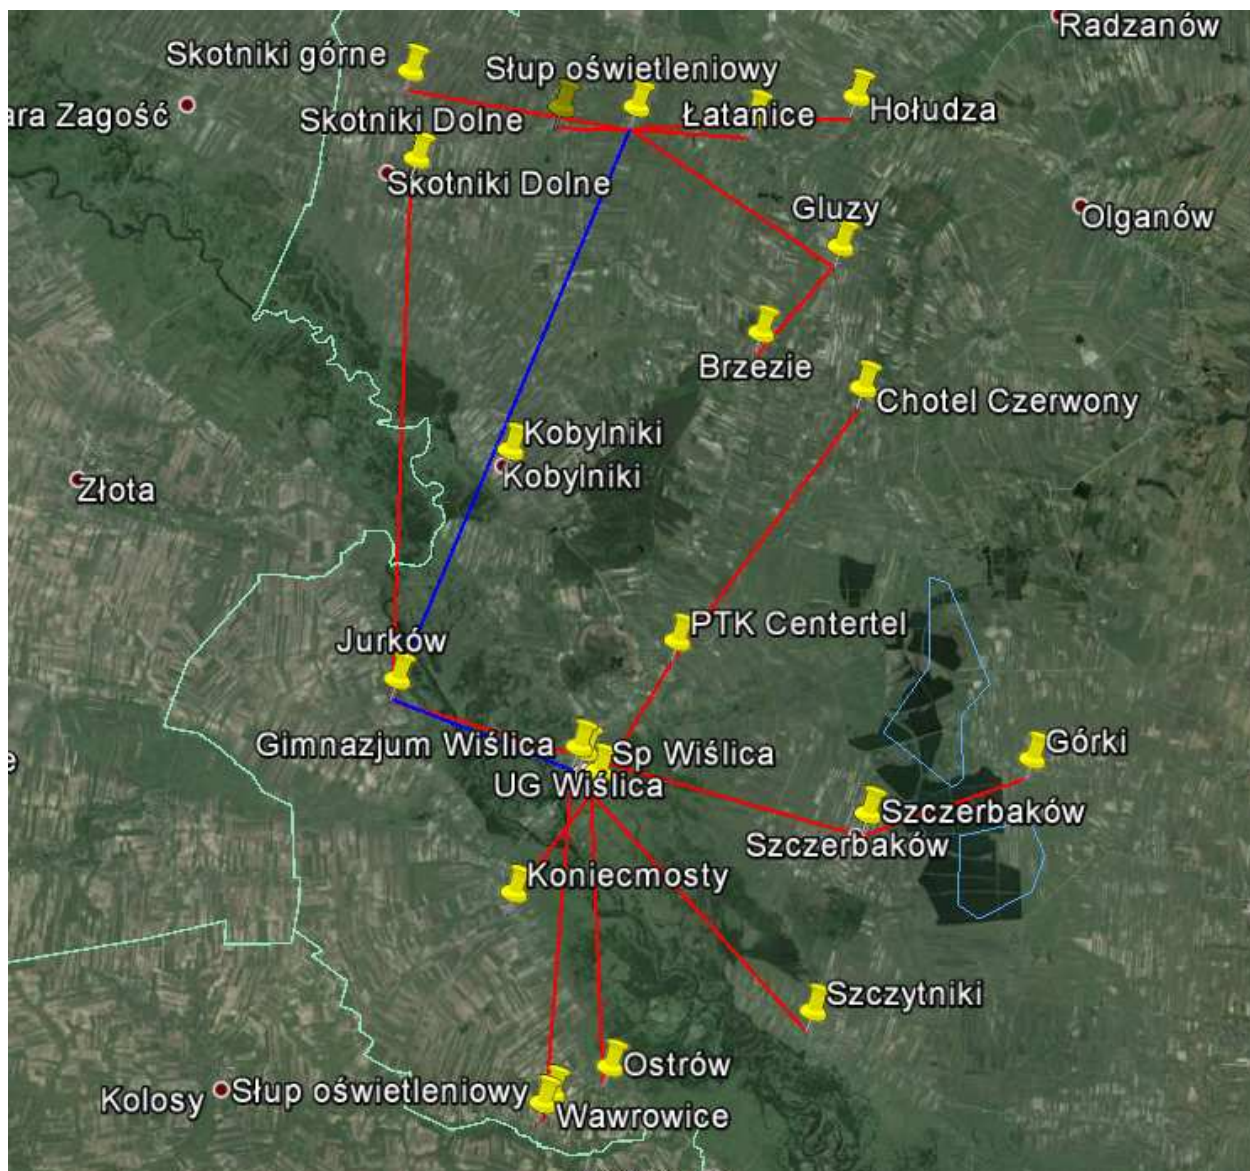 Radzanów
Skotniki górne
Słup oświetleniowy
ara Zagość
Skotniki Dolne
Łatanice
Hołudza
Skotniki Dolne
Gluzy
Olganów
Brzezie
Chotel Czerwony
Kobylniki
Kobylniki
Złota
PTK Centertel
Jurków
Gimnazjum Wiślica
Sp Wiślica
Górki
e
UG Wiślica
Szczerbaków
Szczerbaków
Koniecmosty
Szczytniki
Ostrów
Kolosy
Słup oświetleniowy
Wawrowice